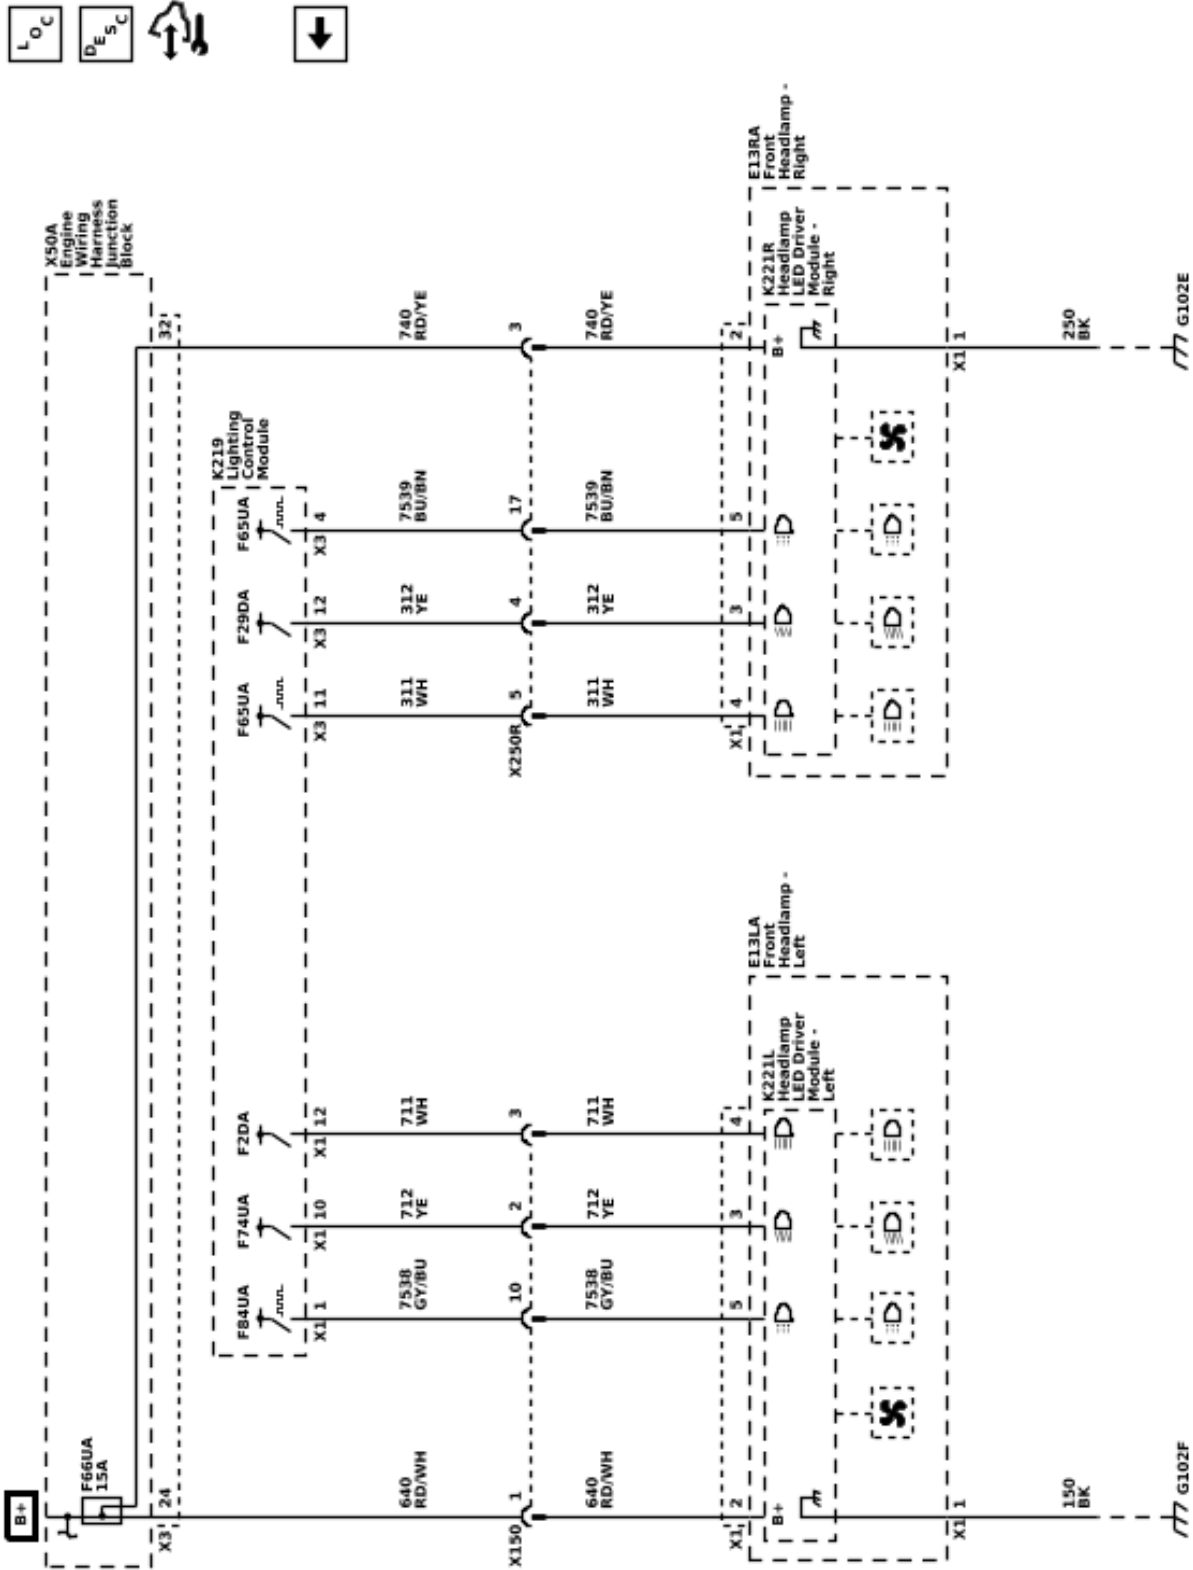 LOC
DESC
B+
X50A
Engine
Wiring
Harness
Junction
Block
F66UA
15A
X3
24
32
K219
Lighting
Control
Module
F84UA
F74UA
F2DA
F65UA
F29DA
F65UA
X1 1
X1 10
X1 12
X3 11
X3 12
X3 4
640
RD/WH
7538
GY/BU
712
YE
711
WH
311
WH
312
YE
7539
BU/BN
740
RD/YE
X150
1
10
2
3
X250R
5
4
17
3
640
RD/WH
7538
GY/BU
712
YE
711
WH
311
WH
312
YE
7539
BU/BN
740
RD/YE
X1
2
5
3
4
X1
4
3
5
2
E13LA
Front
Headlamp -
Left
E13RA
Front
Headlamp -
Right
K221L
Headlamp
LED Driver
Module -
Left
K221R
Headlamp
LED Driver
Module -
Right
B+
B+
X1 1
X1 1
150
BK
250
BK
G102F
G102E